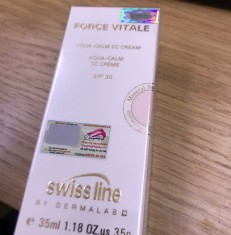 FORCE VITALE
AQUA-CALM CC CREAM
AQUA-CALM
CC CRÈME
SPF 30
swiss line
BY DERMALAB
35ml 1.18 OZ.us 35g